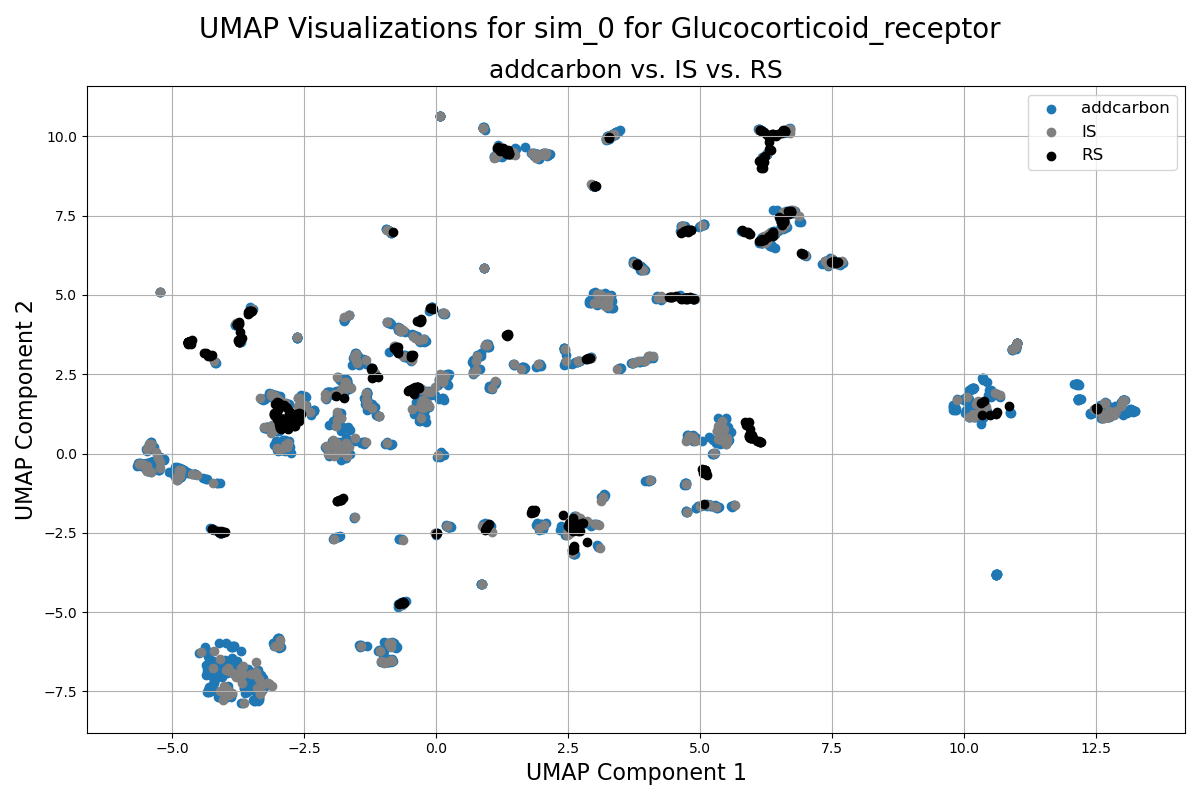 UMAP Visualizations for sim_0 for Glucocorticoid_receptor
addcarbon vs. IS vs. RS
addcarbon
IS
RS
10.0
7.5
5.0
2.5
0.0
−2.5
−5.0
−7.5
UMAP Component 2
−5.0 −2.5 0.0 2.5 5.0 7.5 10.0 12.5
UMAP Component 1